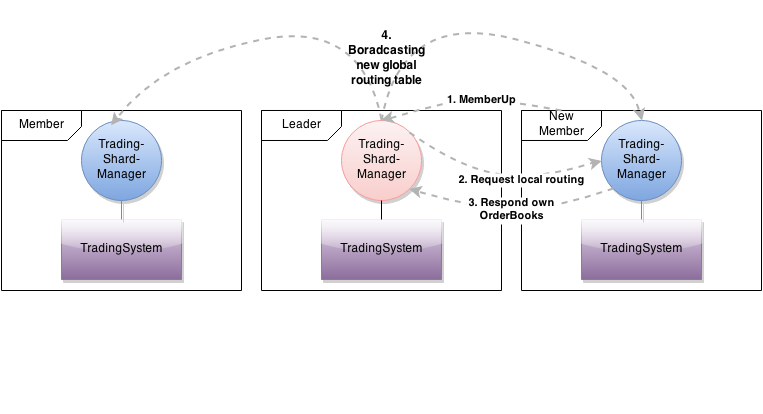 4.
Boradcasting
new global
routing table
1. MemberUp
Member
Leader
New
Member
Trading-
Shard-
Manager
Trading-
Shard-
Manager
Trading-
Shard-
Manager
2. Request local routing
3. Respond own
OrderBooks
TradingSystem
TradingSystem
TradingSystem